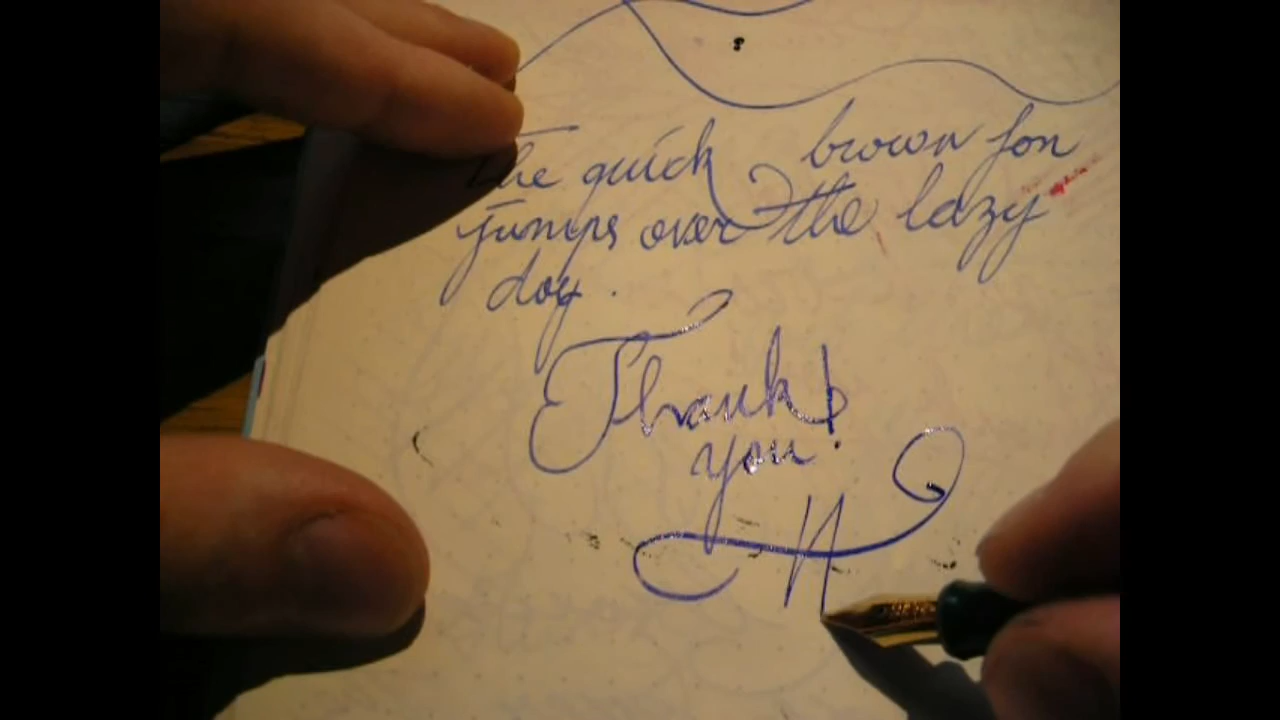 The quick brown fox
jumps over the lazy
dog.
Thank
you!